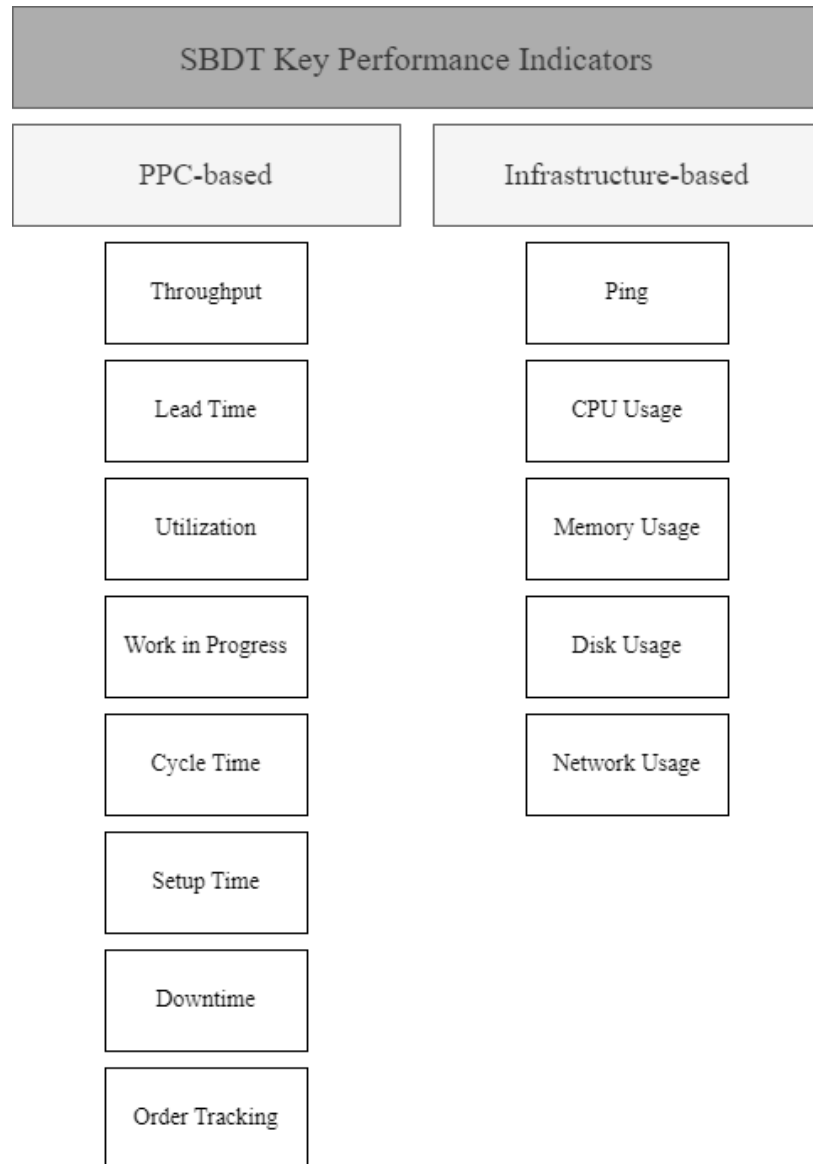 SBDT Key Performance Indicators
PPC-based
Infrastructure-based
Throughput
Ping
Lead Time
CPU Usage
Utilization
Memory Usage
Work in Progress
Disk Usage
Cycle Time
Network Usage
Setup Time
Downtime
Order Tracking